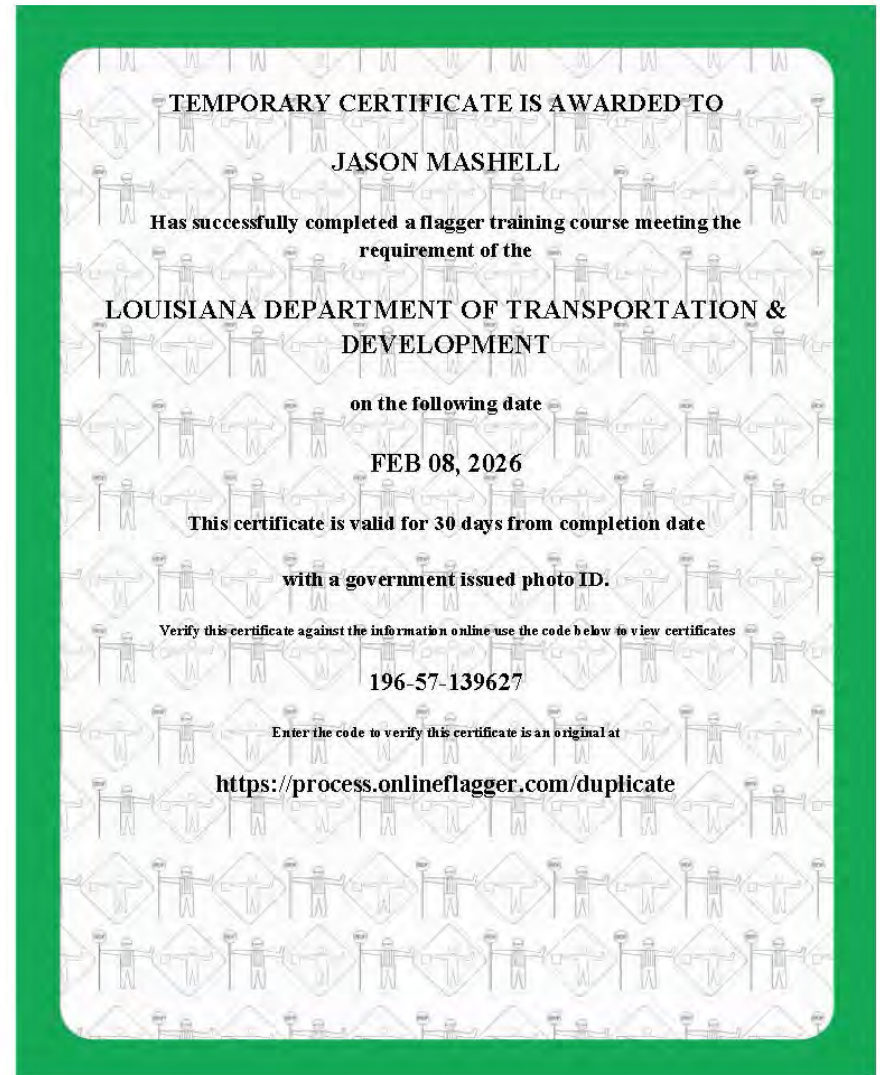 TEMPORARY CERTIFICATE IS AWARDED TO
JASON MASHELL
Has successfully completed a flagger training course meeting the
requirement of the
LOUISIANA DEPARTMENT OF TRANSPORTATION &
DEVELOPMENT
on the following date
FEB 08, 2026
This certificate is valid for 30 days from completion date
with a government issued photo ID.
Verify this certificate against the information online use the code below to view certificates
196-57-139627
Enter the code to verify this certificate is an original at
https://process.onlineflagger.com/duplicate